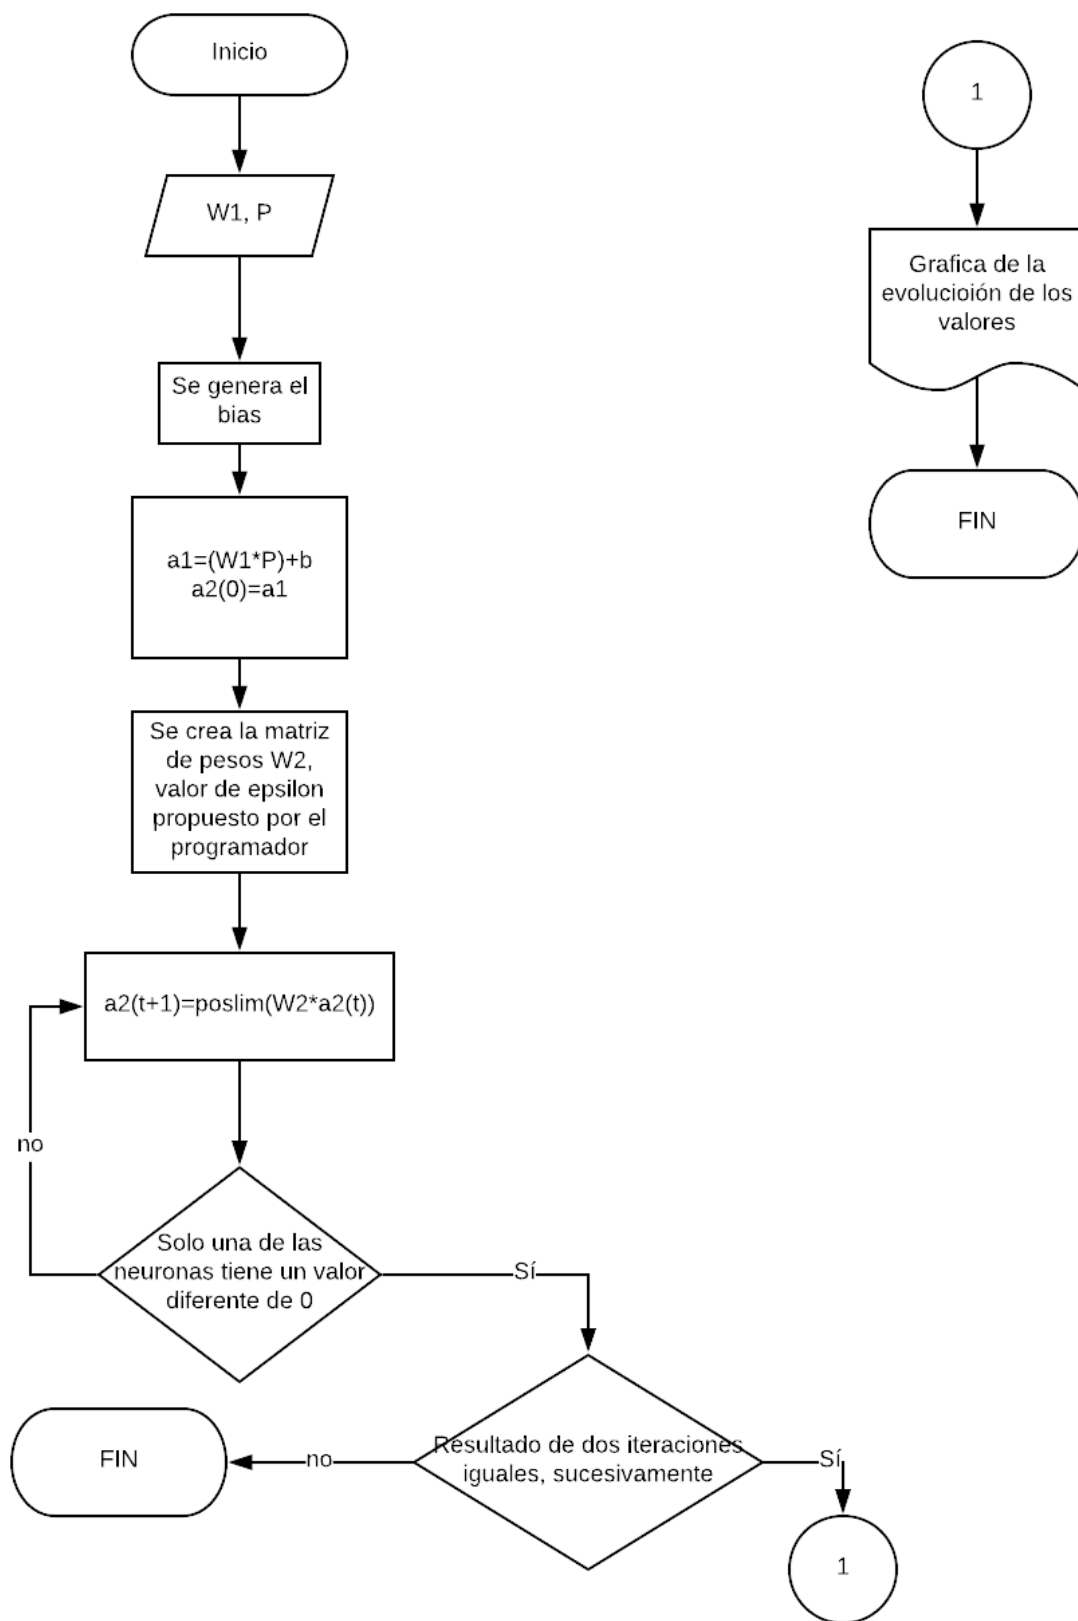 Inicio
W1, P
Se genera el
bias
a1=(W1*P)+b
a2(0)=a1
Se crea la matriz
de pesos W2,
valor de epsilon
propuesto por el
programador
a2(t+1)=poslim(W2*a2(t))
no
Solo una de las
neuronas tiene un valor
diferente de 0
Sí
Resultado de dos iteraciones
iguales, sucesivamente
no
FIN
Sí
1
1
Grafica de la
evolucioión de los
valores
FIN